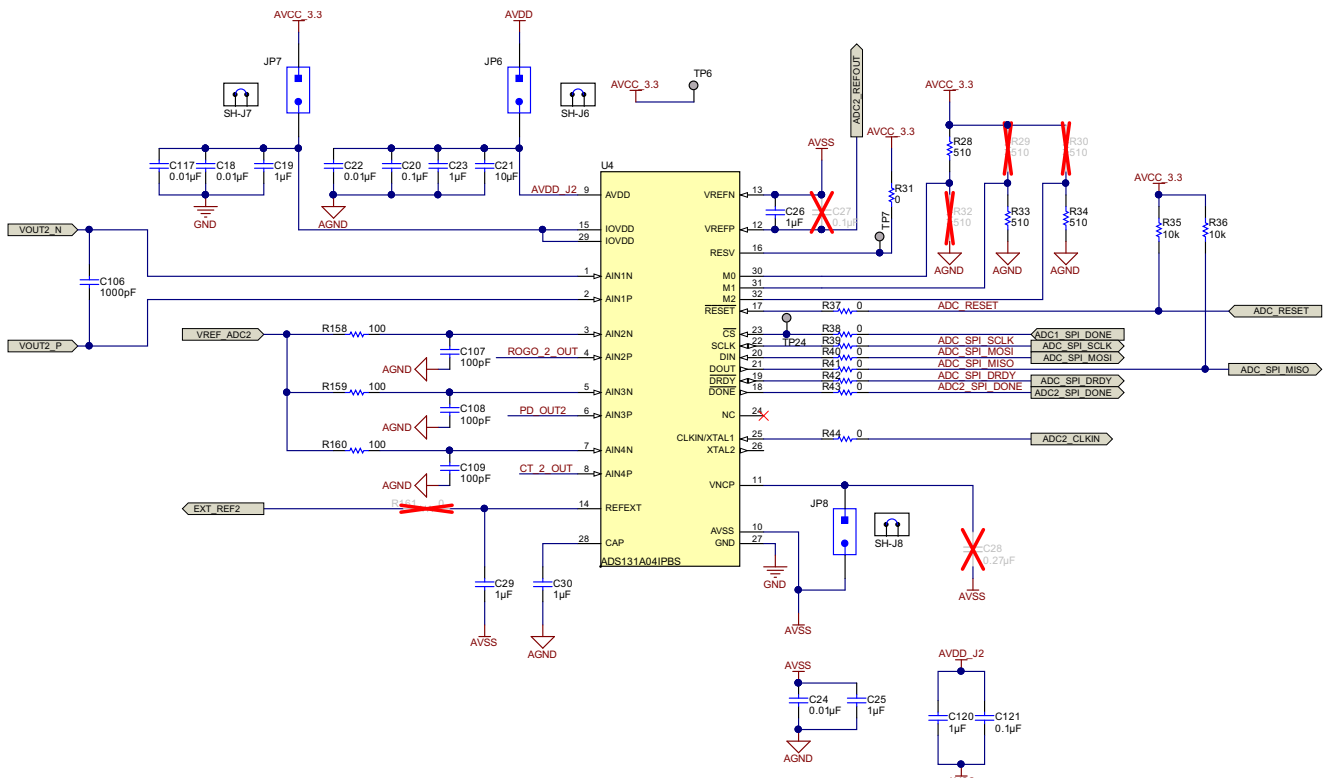 AVCC_3.3
AVDD
JP7
JP6
TP6
AVCC_3.3
SH-J7
SH-J6
ADC2_REFOUT
AVCC_3.3
AVCC_3.3
AVSS
R28
510
R29
510
R30
510
C117
0.01µF
C18
0.01µF
C19
1µF
C22
0.01µF
C20
0.1µF
C23
1µF
C21
10µF
U4
AVCC_3.3
GND
AGND
AVDD_J2
9
AVDD
VREFN
13
C26
1µF
C27
0.1µF
R31
0
TP7
R32
510
R33
510
R34
510
R35
10k
R36
10k
VOUT2_N
15
IOVDD
29
IOVDD
VREFP
12
RESV
16
AGND
AGND
AGND
C106
1000pF
1
AIN1N
M0
30
M1
31
2
AIN1P
M2
32
RESET
17
R37
0
ADC_RESET
ADC_RESET
VREF_ADC2
R158
100
3
AIN2N
CS
23
TP24
R38
0
ADC1_SPI_DONE
VOUT2_P
C107
100pF
AGND
ROGO_2_OUT
4
AIN2P
SCLK
22
R39
0
ADC_SPI_SCLK
ADC_SPI_SCLK
DIN
20
R40
0
ADC_SPI_MOSI
ADC_SPI_MOSI
DOUT
21
R41
0
ADC_SPI_MISO
ADC_SPI_MISO
DRDY
19
R42
0
ADC_SPI_DRDY
ADC_SPI_DRDY
R159
100
5
AIN3N
DONE
18
R43
0
ADC2_SPI_DONE
ADC2_SPI_DONE
C108
100pF
AGND
PD_OUT2
6
AIN3P
NC
24
R160
100
7
AIN4N
CLKIN/XTAL1
25
R44
0
ADC2_CLKIN
XTAL2
26
C109
100pF
AGND
CT_2_OUT
8
AIN4P
VNCP
11
EXT_REF2
R161
0
14
REFEXT
JP8
SH-J8
AVSS
10
28
CAP
GND
27
ADS131A04IPBS
C28
0.27µF
GND
C29
1µF
C30
1µF
AVSS
AVSS
AVSS
AGND
AVSS
AVDD_J2
C24
0.01µF
C25
1µF
C120
1µF
C121
0.1µF
AGND